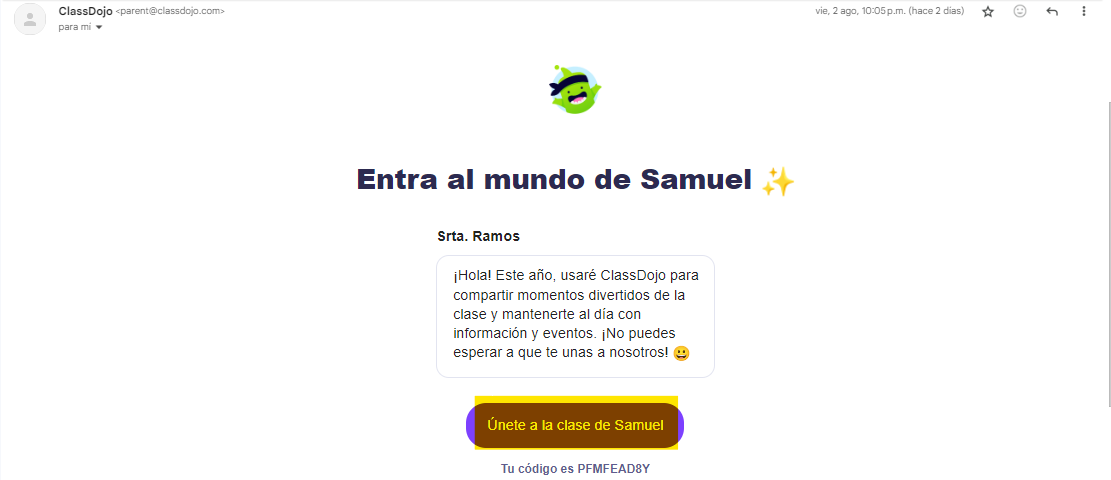 ClassDojo <parent@classdojo.com> vie, 2 ago, 10:05 p.m. (hace 2 días)
para mí
Entra al mundo de Samuel ✨
Srta. Ramos
¡Hola! Este año, usaré ClassDojo para
compartir momentos divertidos de la
clase y mantenerte al día con
información y eventos. ¡No puedes
esperar a que te unas a nosotros! 😀
Únete a la clase de Samuel
Tu código es PFMFEAD8Y